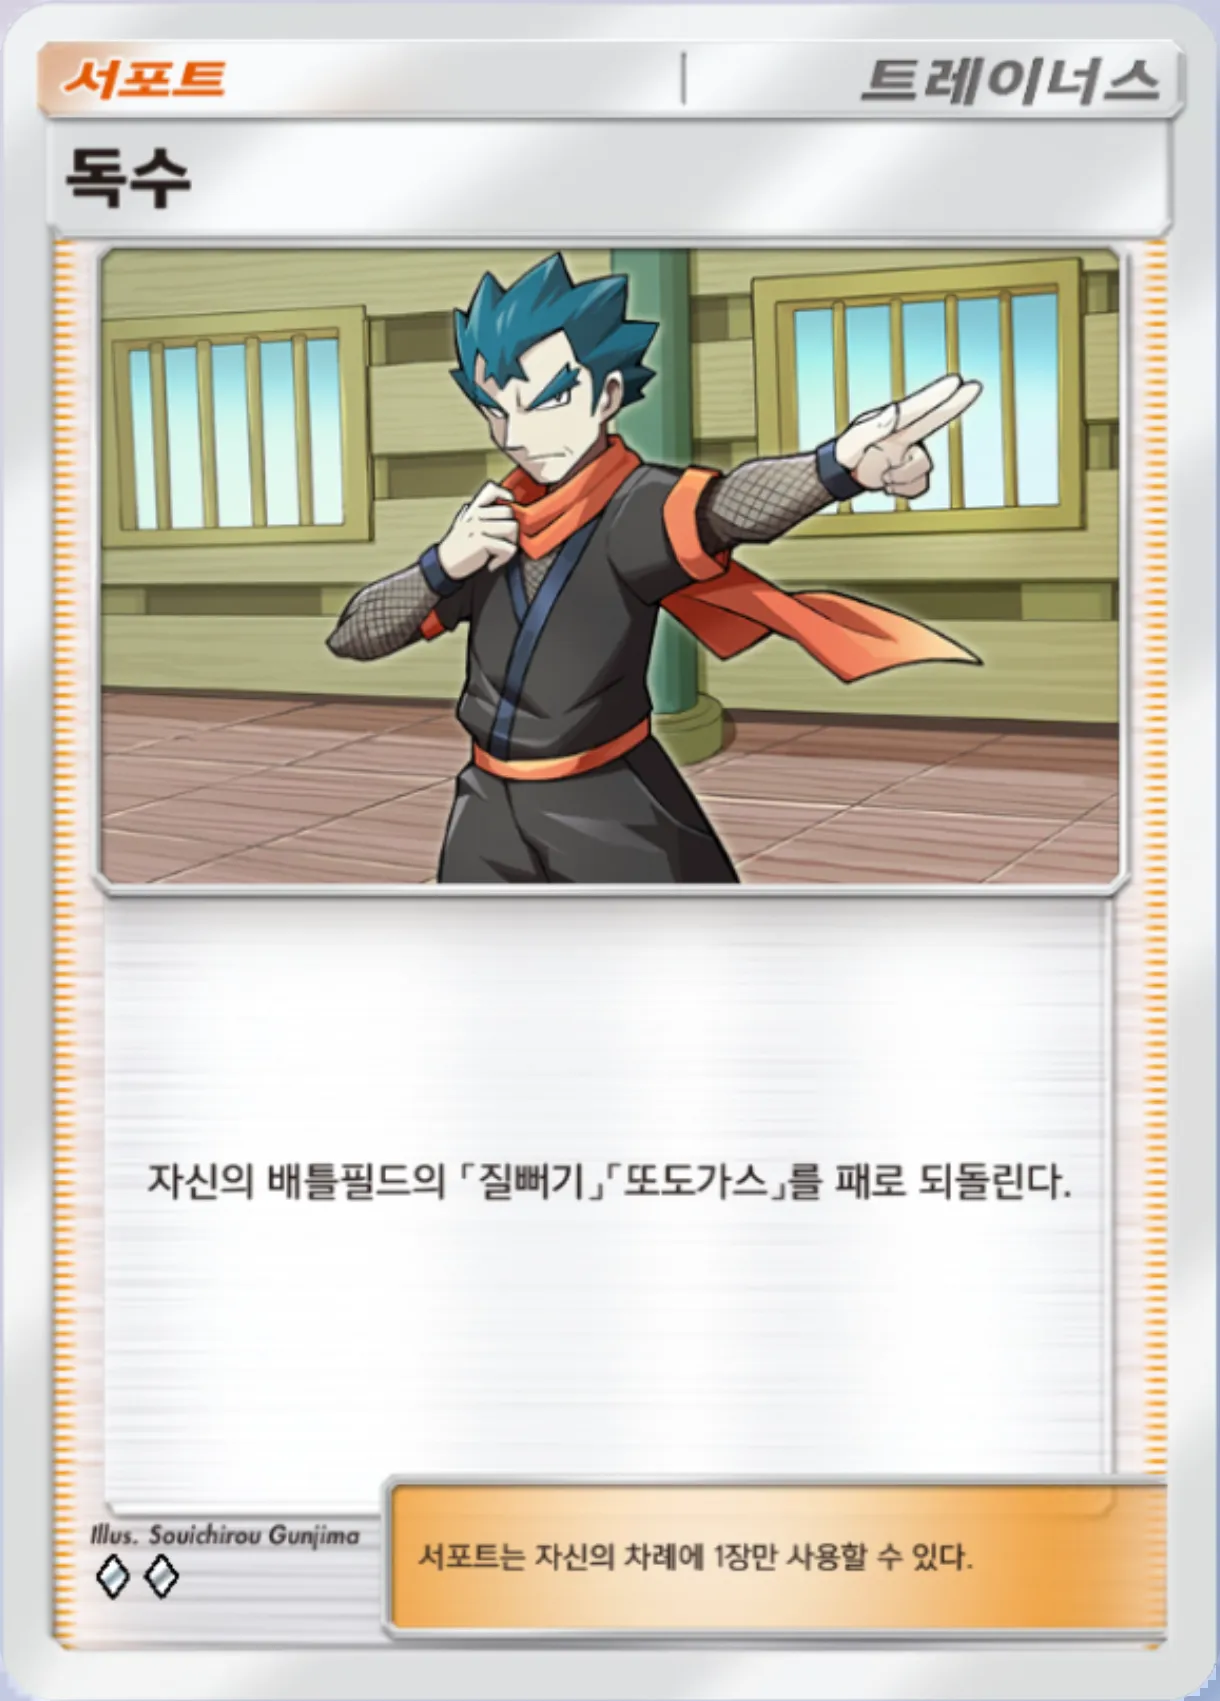 서포트
트레이너스
독수
자신의 배틀필드의 「질뻐기」「또도가스」를 패로 되돌린다.
Illus. Souichirou Gunjima
서포트는 자신의 차례에 1장만 사용할 수 있다.